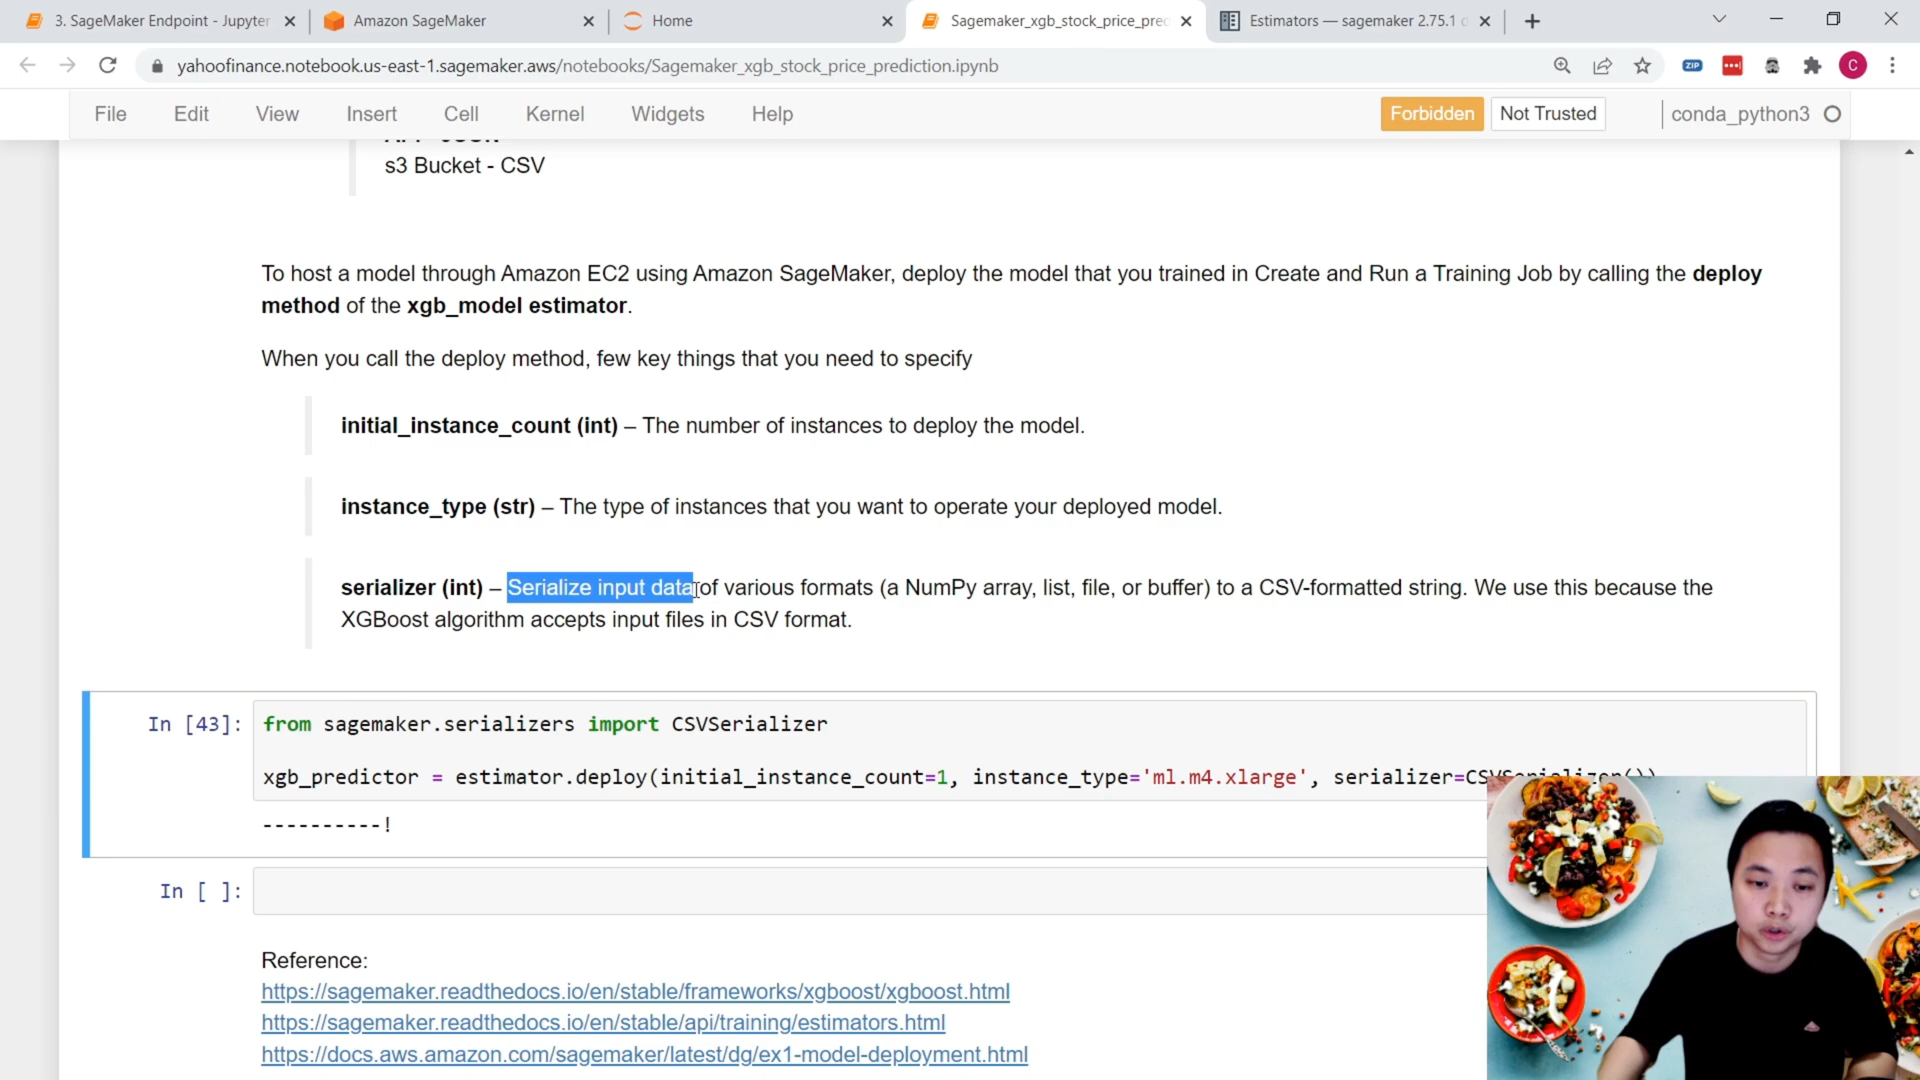 3. SageMaker Endpoint - Jupyter
Amazon SageMaker
Home
Sagemaker_xgb_stock_price_pred
Estimators — sagemaker 2.75.1
yahoofinance.notebook.us-east-1.sagemaker.aws/notebooks/Sagemaker_xgb_stock_price_prediction.ipynb
ZIP
C
File Edit View Insert Cell Kernel Widgets Help Forbidden Not Trusted conda_python3
s3 Bucket - CSV
To host a model through Amazon EC2 using Amazon SageMaker, deploy the model that you trained in Create and Run a Training Job by calling the deploy
method of the xgb_model estimator.
When you call the deploy method, few key things that you need to specify
initial_instance_count (int) – The number of instances to deploy the model.
instance_type (str) – The type of instances that you want to operate your deployed model.
serializer (int) – Serialize input data of various formats (a NumPy array, list, file, or buffer) to a CSV-formatted string. We use this because the
XGBoost algorithm accepts input files in CSV format.
In [43]: from sagemaker.serializers import CSVSerializer
xgb_predictor = estimator.deploy(initial_instance_count=1, instance_type='ml.m4.xlarge', serializer=CSVSerializer())
----------!
In [ ]:
Reference:
https://sagemaker.readthedocs.io/en/stable/frameworks/xgboost/xgboost.html
https://sagemaker.readthedocs.io/en/stable/api/training/estimators.html
https://docs.aws.amazon.com/sagemaker/latest/dg/ex1-model-deployment.html